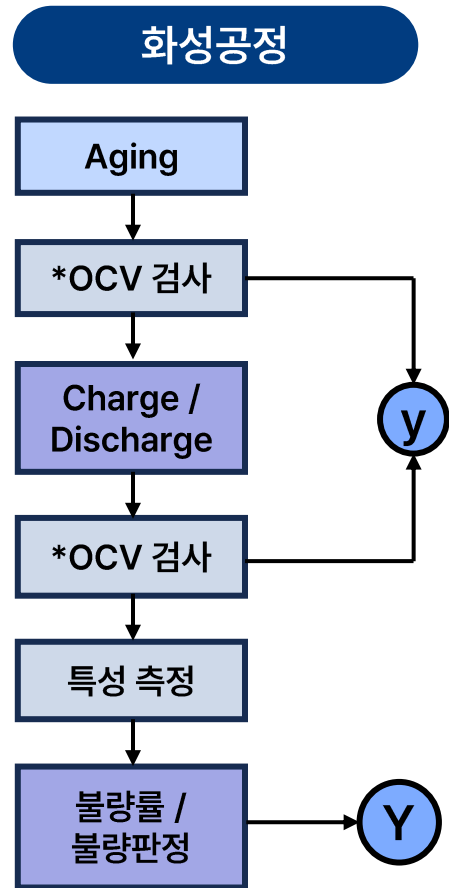 화성공정
Aging
*OCV 검사
Charge /
Discharge
y
*OCV 검사
특성 측정
불량률 /
불량판정
Y